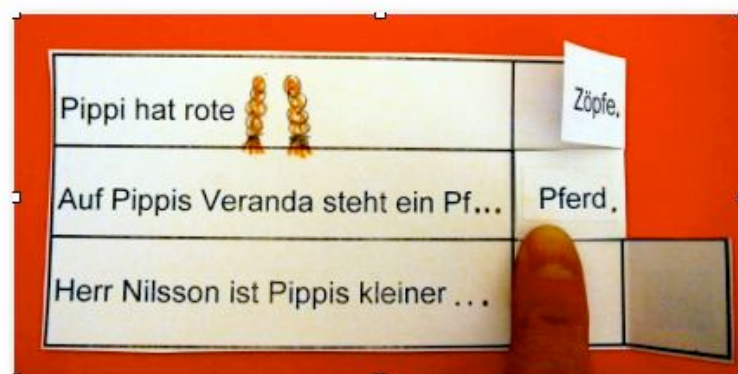 Pippi hat rote Zöpfe.
Auf Pippis Veranda steht ein Pf... Pferd.
Herr Nilsson ist Pippis kleiner ...